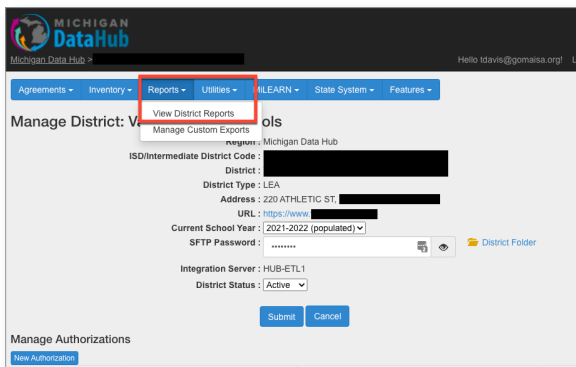 MICHIGAN
DataHub
Michigan Data Hub >
Hello tdavis@gomaisa.org! L
Agreements Inventory Reports Utilities MiLEARN State System Features
View District Reports
Manage Custom Exports
Manage District: Va ols
Region : Michigan Data Hub
ISD/Intermediate District Code :
District :
District Type : LEA
Address : 220 ATHLETIC ST,
URL : https://www.
Current School Year : 2021-2022 (populated)
SFTP Password : ........ District Folder
Integration Server : HUB-ETL1
District Status : Active
Submit Cancel
Manage Authorizations
New Authorization